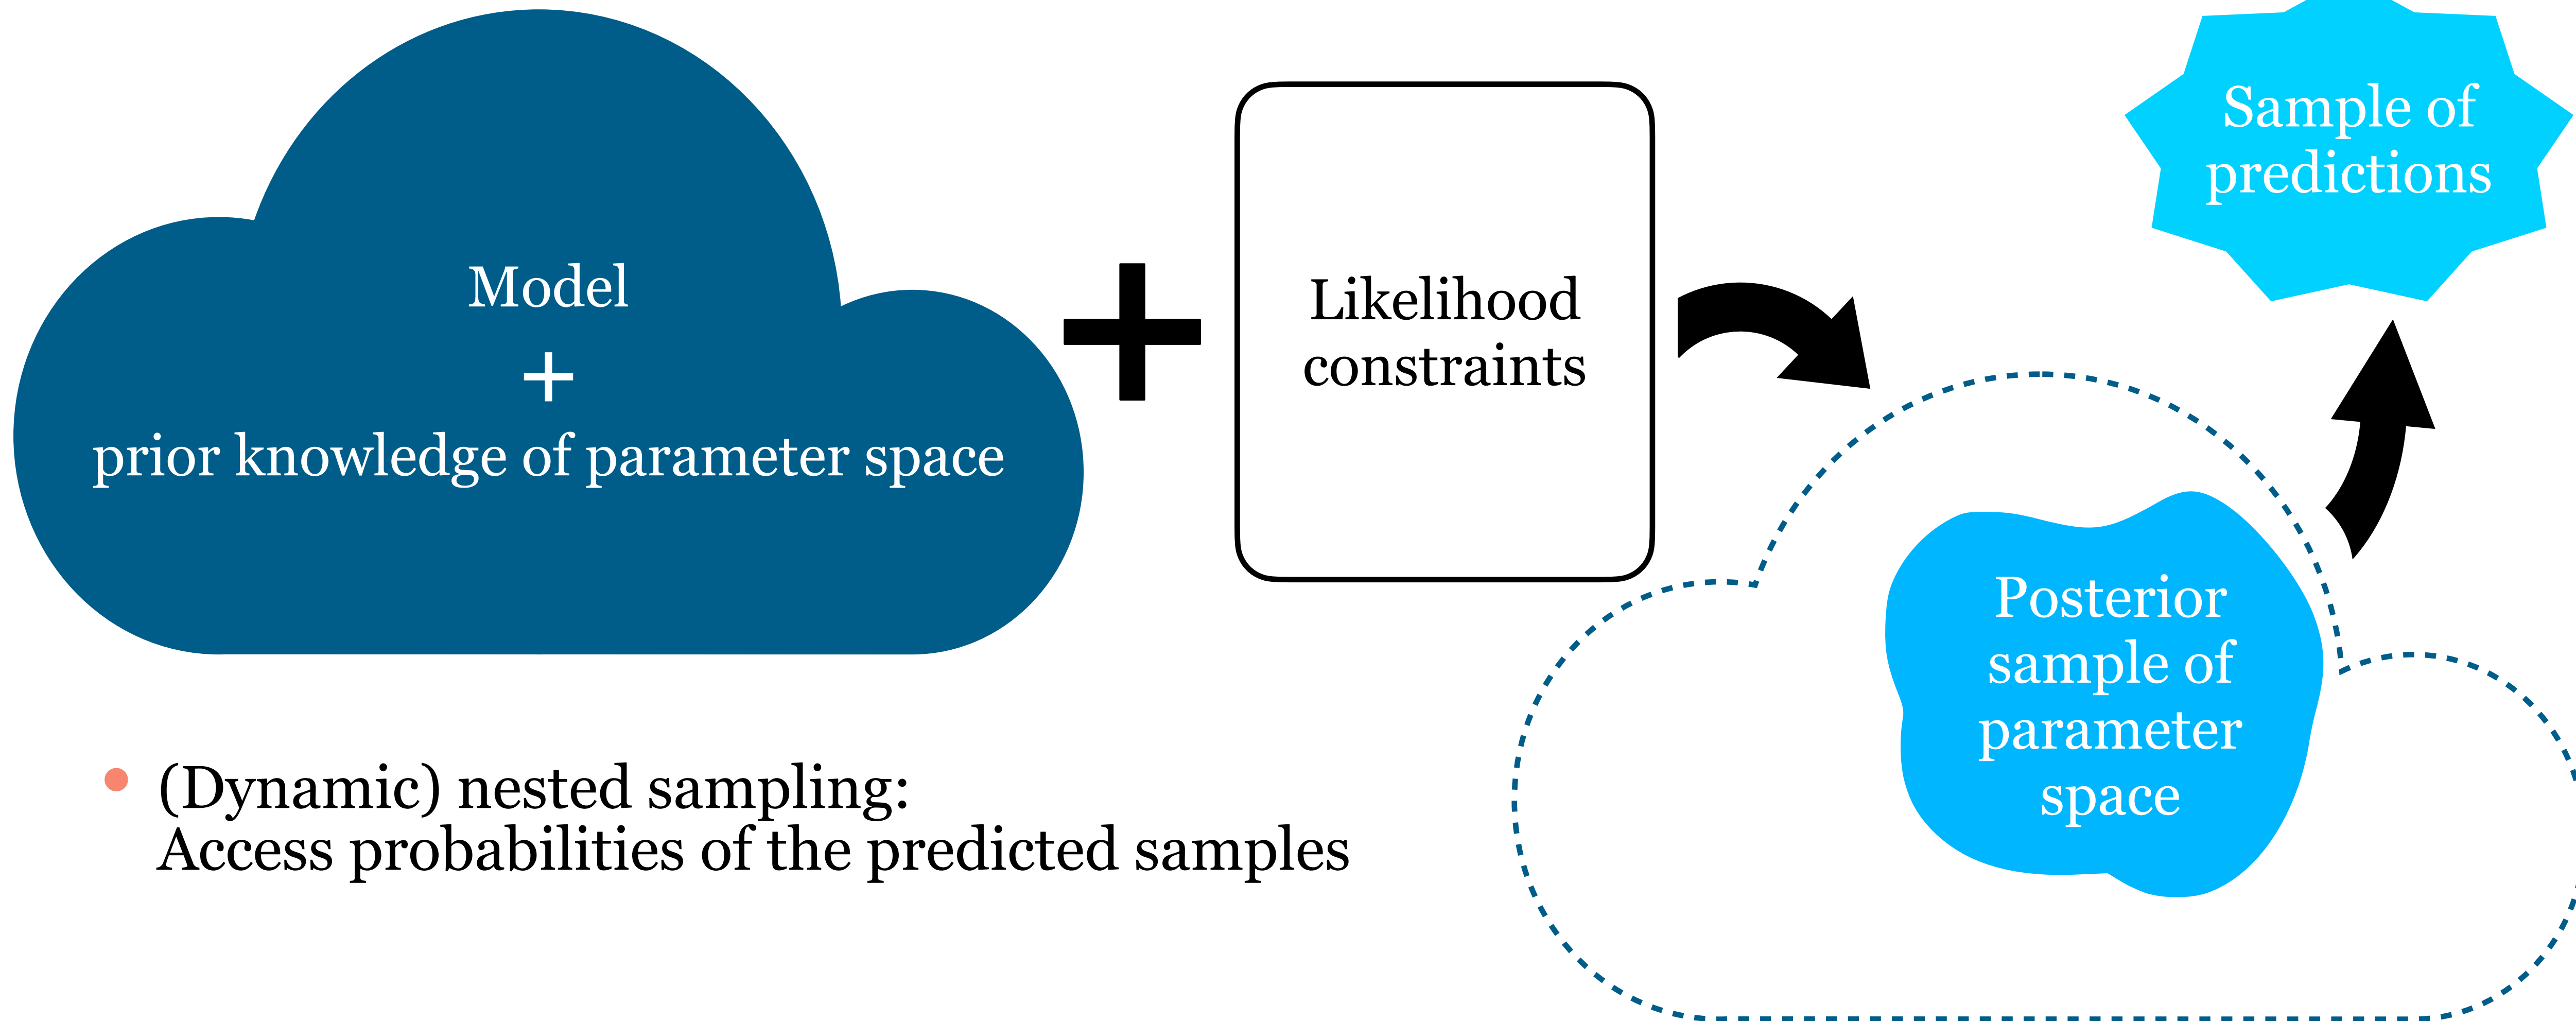 Model
+
prior knowledge of parameter space
+
Likelihood
constraints
Sample of
predictions
Posterior
sample of
parameter
space
• (Dynamic) nested sampling:
Access probabilities of the predicted samples